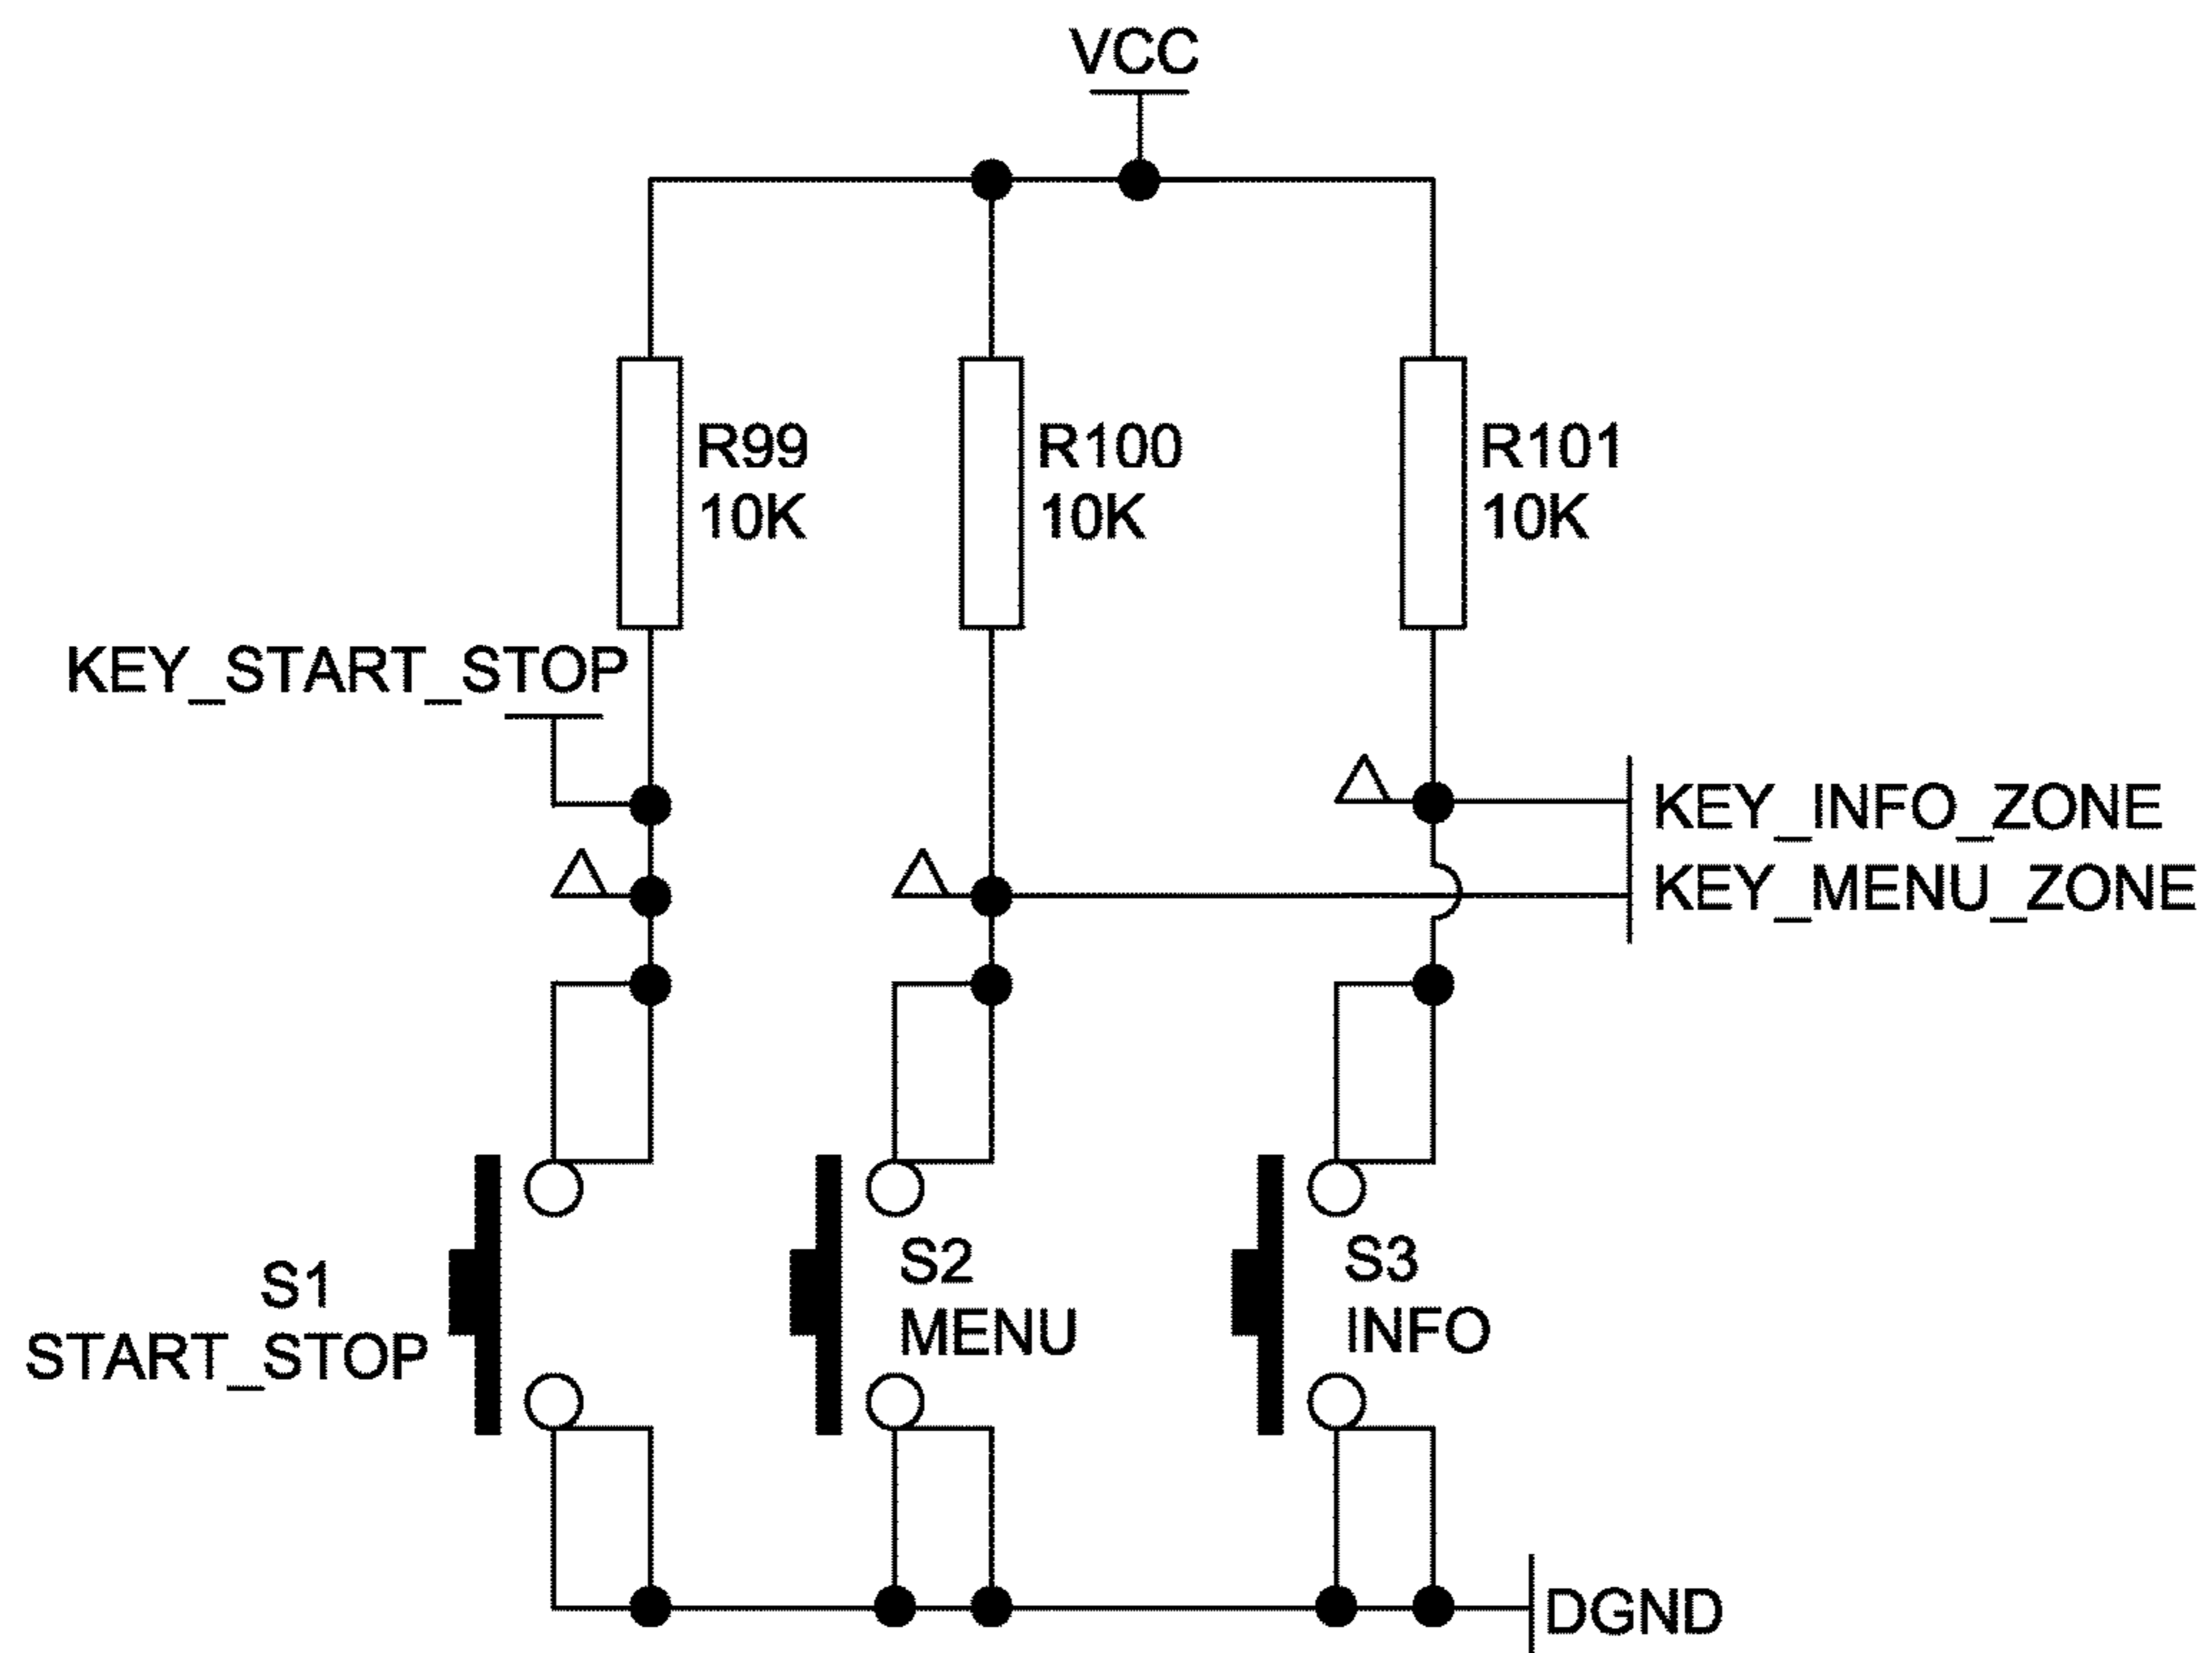 VCC
R99
10K
R100
10K
R101
10K
KEY_START_STOP
KEY_INFO_ZONE
KEY_MENU_ZONE
S1
START_STOP
S2
MENU
S3
INFO
DGND